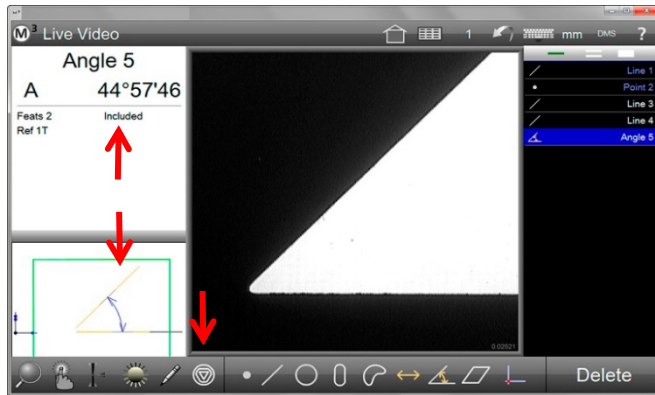 M³ Live Video
1
mm
DMS
?
Angle 5
A 44°57'46
Feats 2 Included
Ref 1T
Line 1
Point 2
Line 3
Line 4
Angle 5
0.02521
Delete